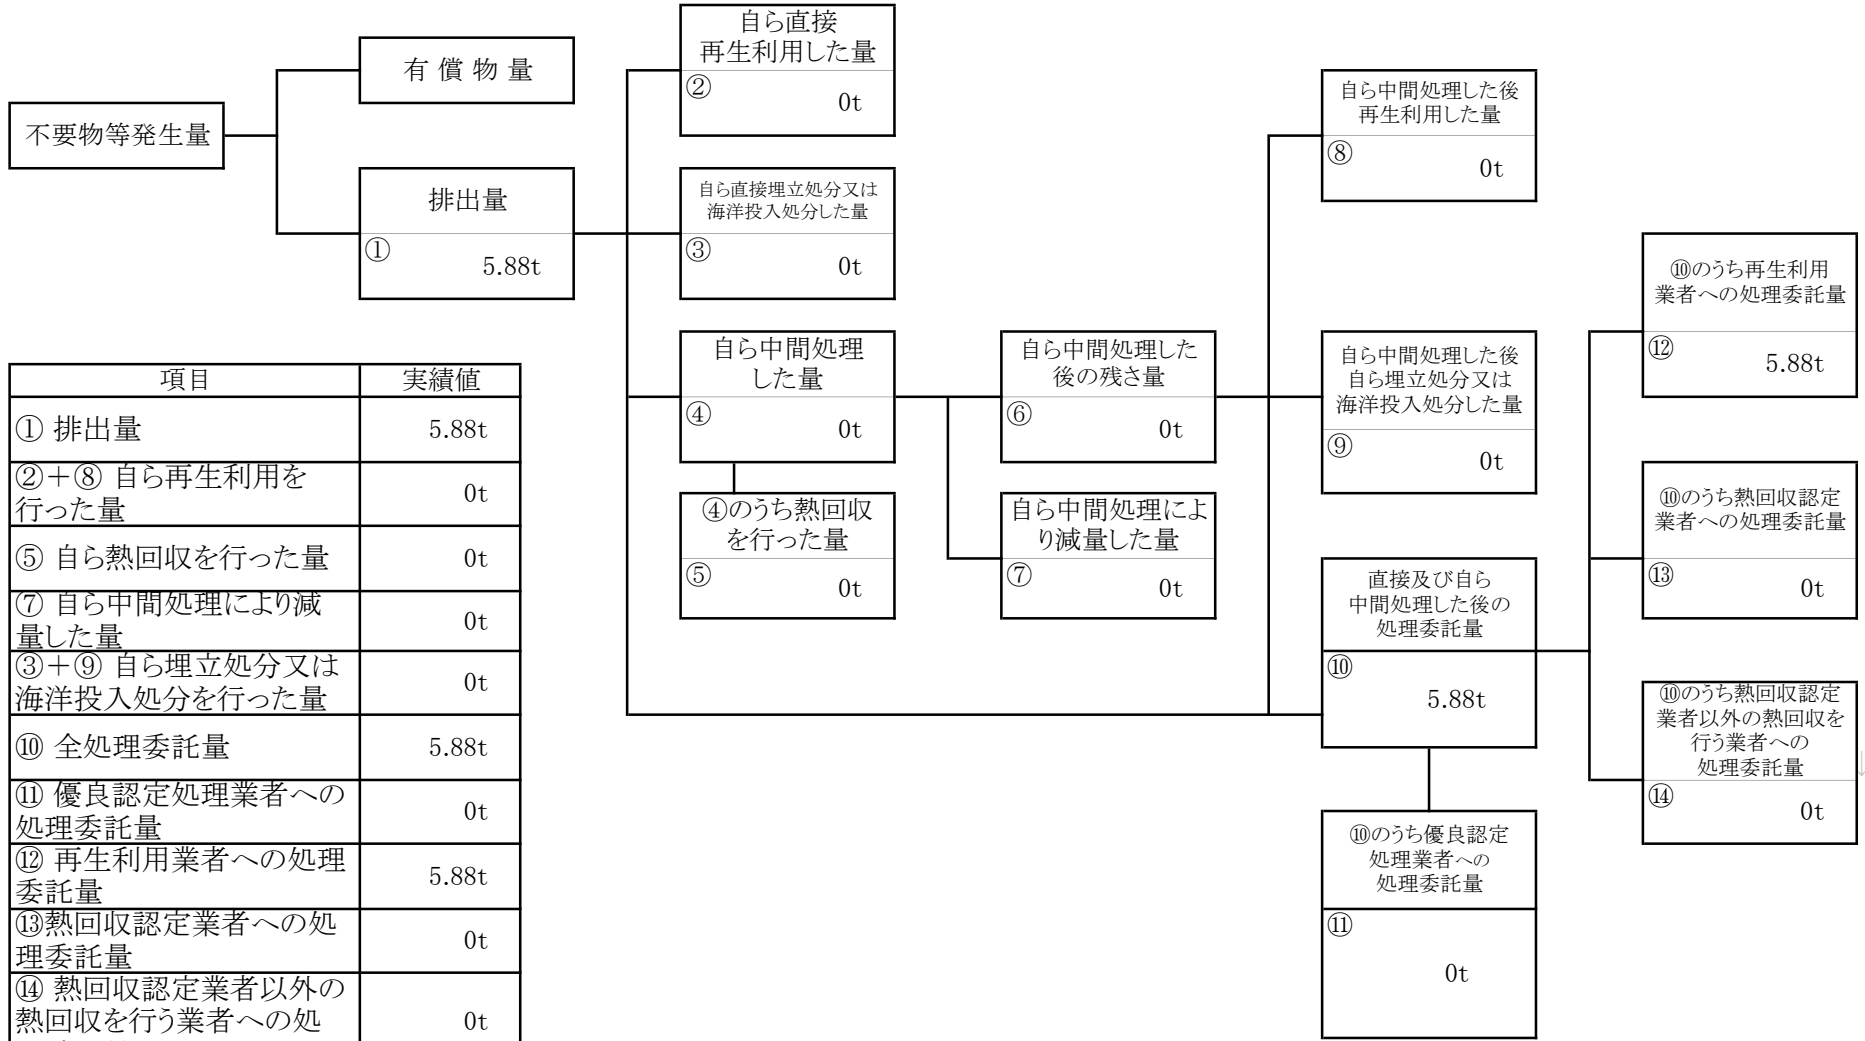 不要物等発生量
有 償 物 量
排出量
①
5.88t
自ら直接
再生利用した量
②
0t
自ら直接埋立処分又は
海洋投入処分した量
③
0t
自ら中間処理
した量
④
0t
④のうち熱回収
を行った量
⑤
0t
自ら中間処理した
後の残さ量
⑥
0t
自ら中間処理によ
り減量した量
⑦
0t
自ら中間処理した後
再生利用した量
⑧
0t
自ら中間処理した後
自ら埋立処分又は
海洋投入処分した量
⑨
0t
直接及び自ら
中間処理した後の
処理委託量
⑩
5.88t
⑩のうち優良認定
処理業者への
処理委託量
⑪
0t
⑩のうち再生利用
業者への処理委託量
⑫
5.88t
⑩のうち熱回収認定
業者への処理委託量
⑬
0t
⑩のうち熱回収認定
業者以外の熱回収を
行う業者への
処理委託量
⑭
0t
↓
項目 実績値
① 排出量 5.88t
②+⑧ 自ら再生利用を
行った量 0t
⑤ 自ら熱回収を行った量 0t
⑦ 自ら中間処理により減
量した量 0t
③+⑨ 自ら埋立処分又は
海洋投入処分を行った量 0t
⑩ 全処理委託量 5.88t
⑪ 優良認定処理業者への
処理委託量 0t
⑫ 再生利用業者への処理
委託量 5.88t
⑬熱回収認定業者への処
理委託量 0t
⑭ 熱回収認定業者以外の
熱回収を行う業者への処 0t